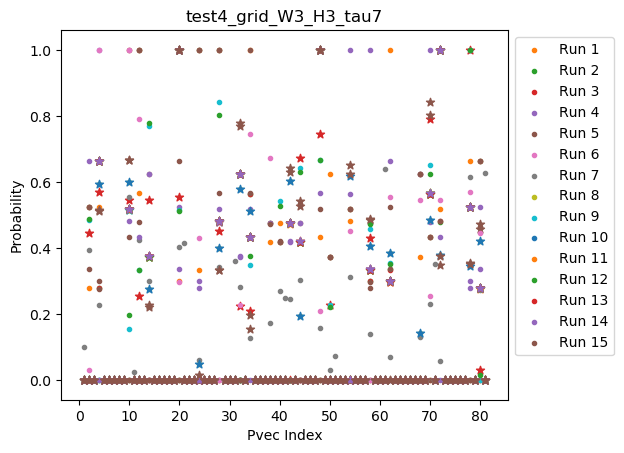 test4_grid_W3_H3_tau7
1.0
0.8
0.6
0.4
0.2
0.0
Probability
0 10 20 30 40 50 60 70 80
Pvec Index
Run 1
Run 2
Run 3
Run 4
Run 5
Run 6
Run 7
Run 8
Run 9
Run 10
Run 11
Run 12
Run 13
Run 14
Run 15